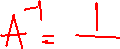 A⁻¹ = 1